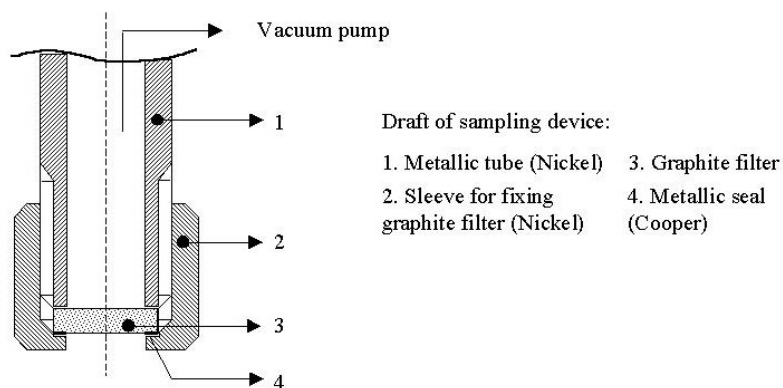 Vacuum pump
1
Draft of sampling device:
1. Metallic tube (Nickel) 3. Graphite filter
2. Sleeve for fixing 4. Metallic seal
graphite filter (Nickel) (Cooper)
2
3
4